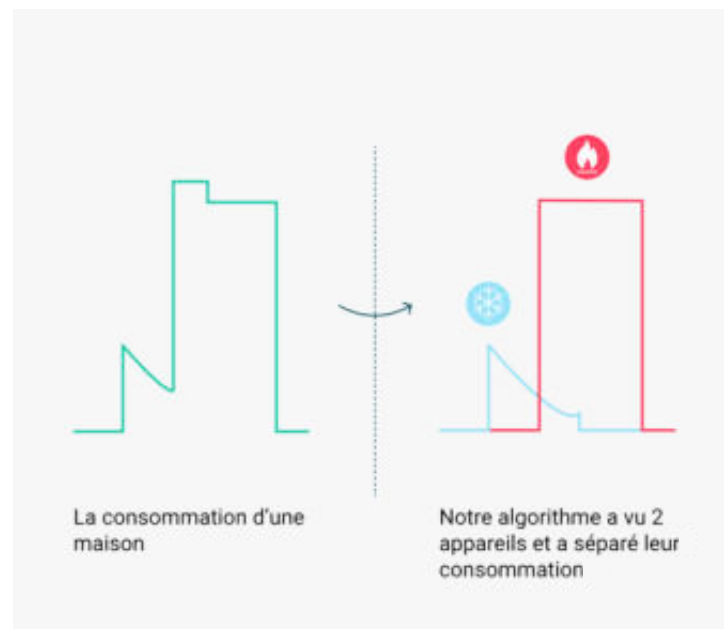 La consommation d'une
maison
Notre algorithme a vu 2
appareils et a séparé leur
consommation